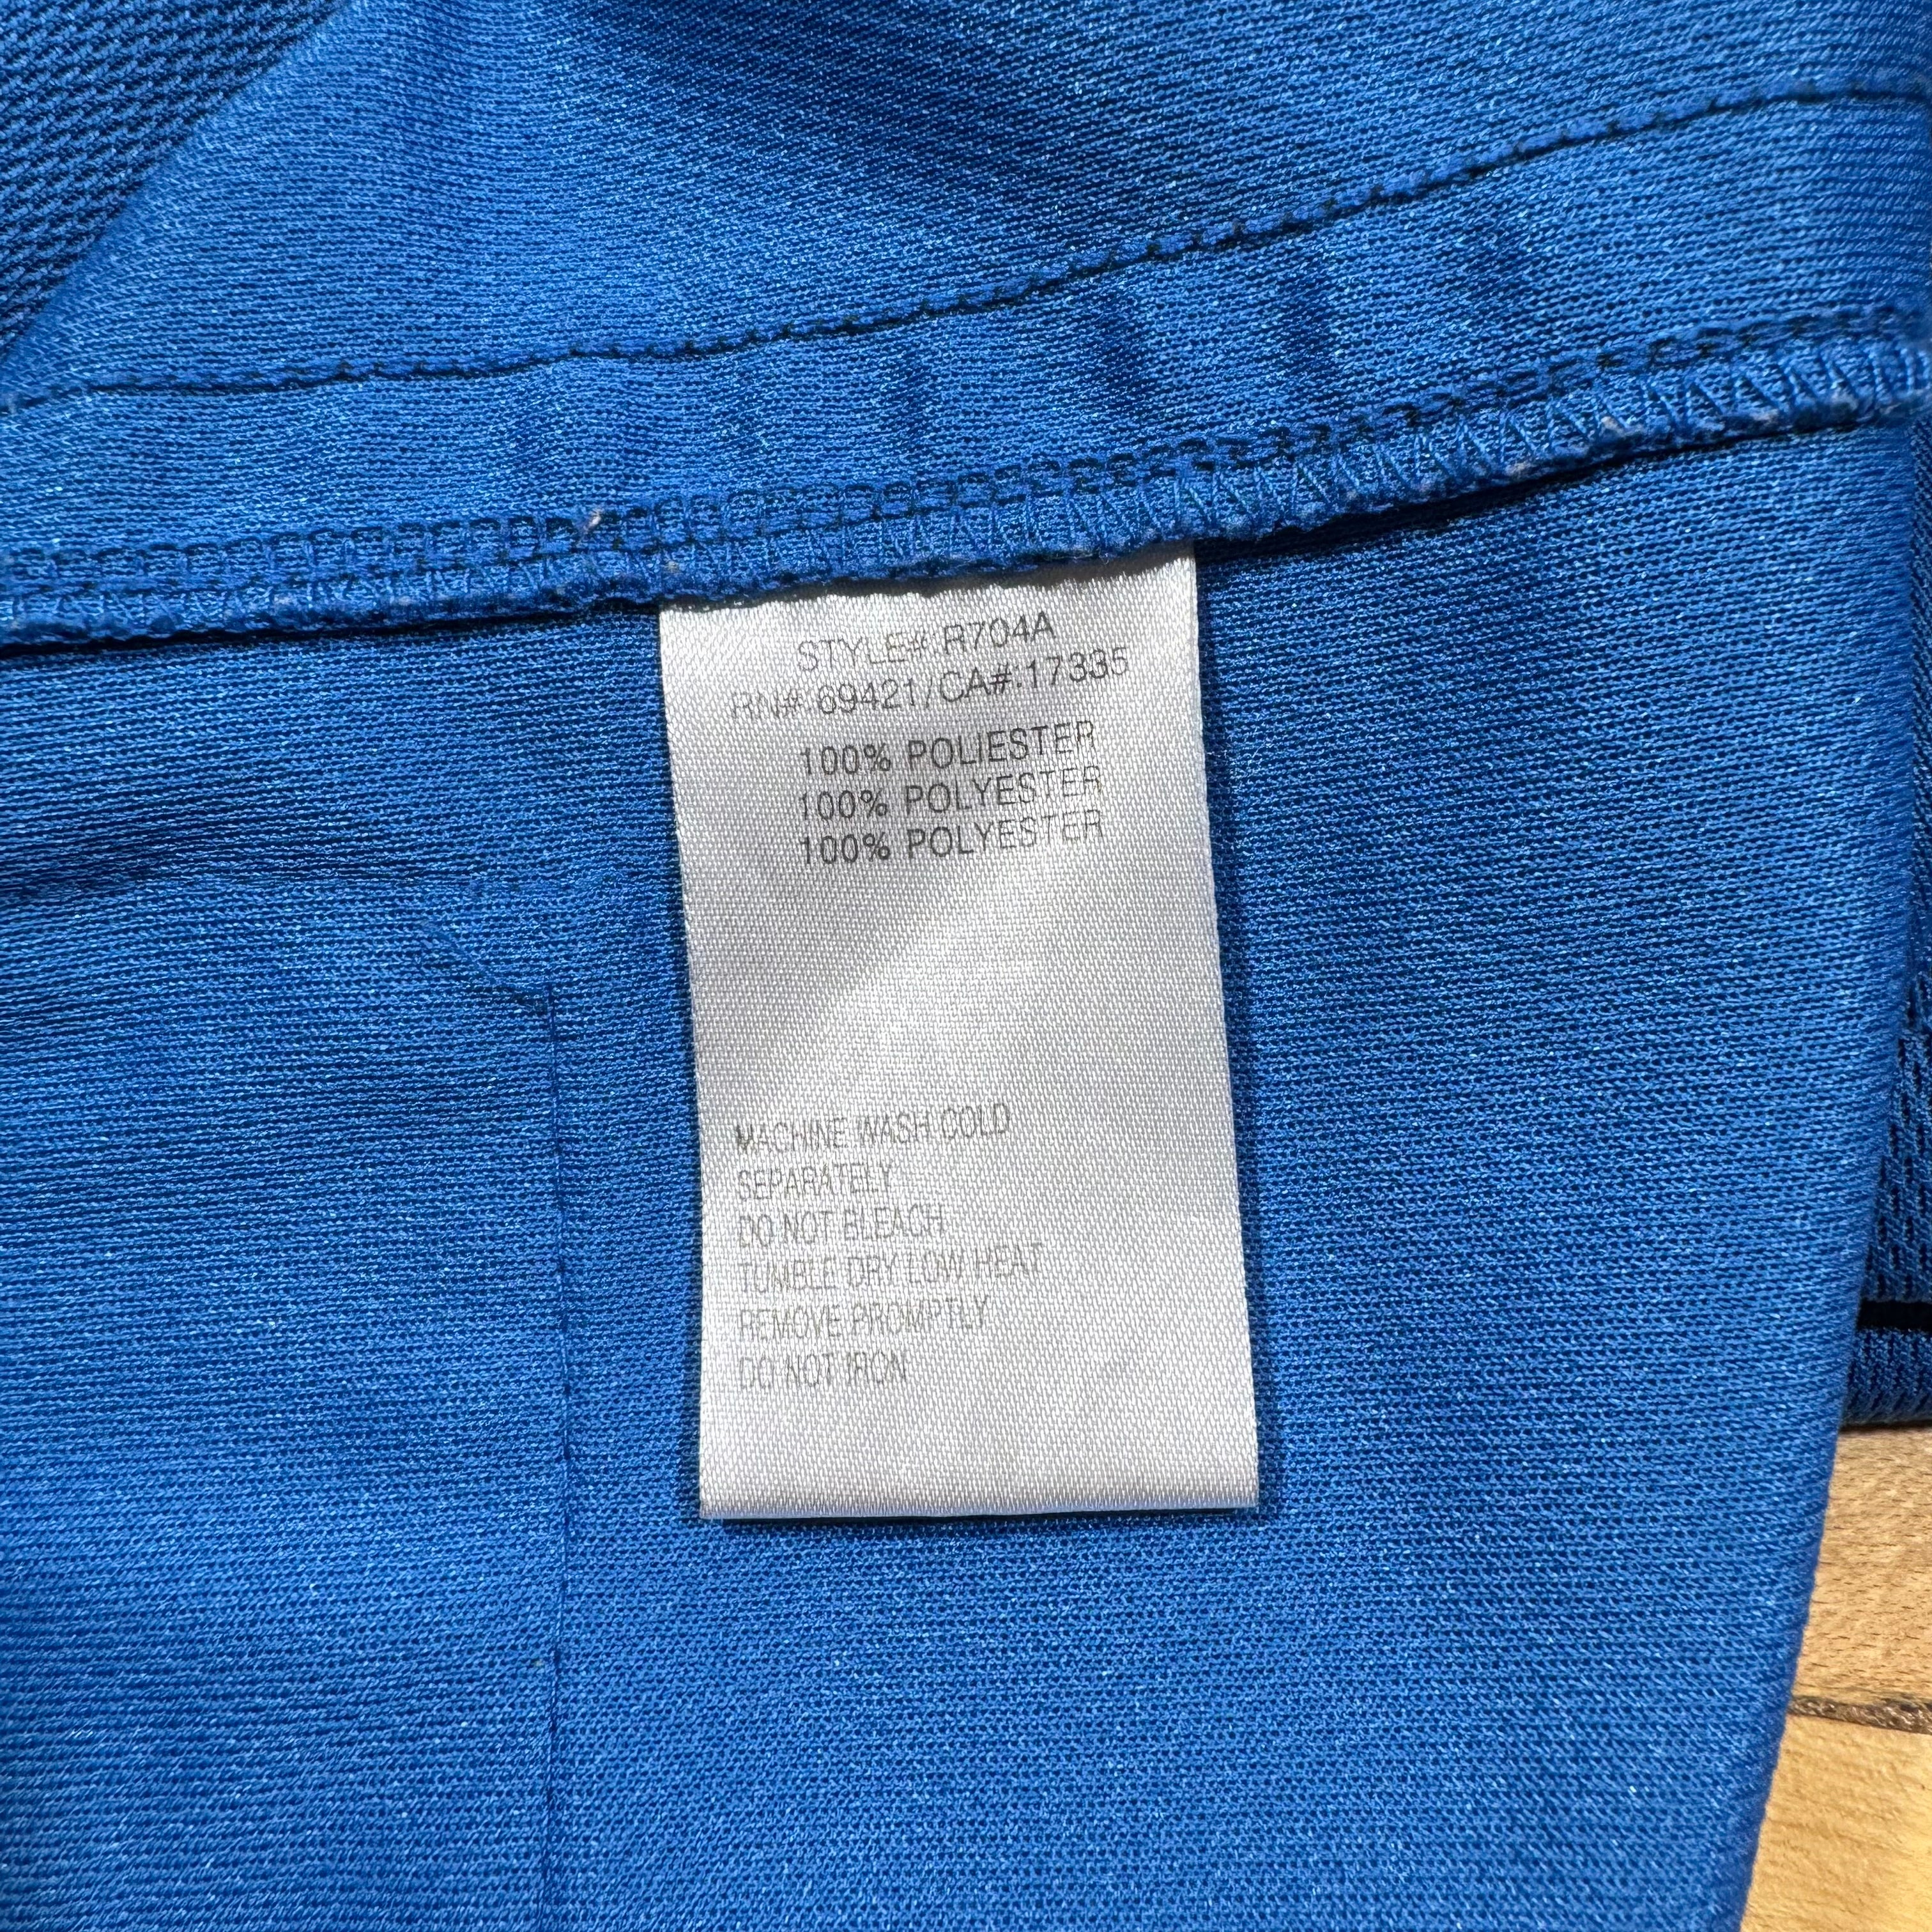 STYLE#:R704A
RN#:69421/CA#:17335
100% POLIESTER
100% POLYESTER
100% POLYESTER
MACHINE WASH COLD
SEPARATELY
DO NOT BLEACH
TUMBLE DRY LOW HEAT
REMOVE PROMPTLY
DO NOT IRON